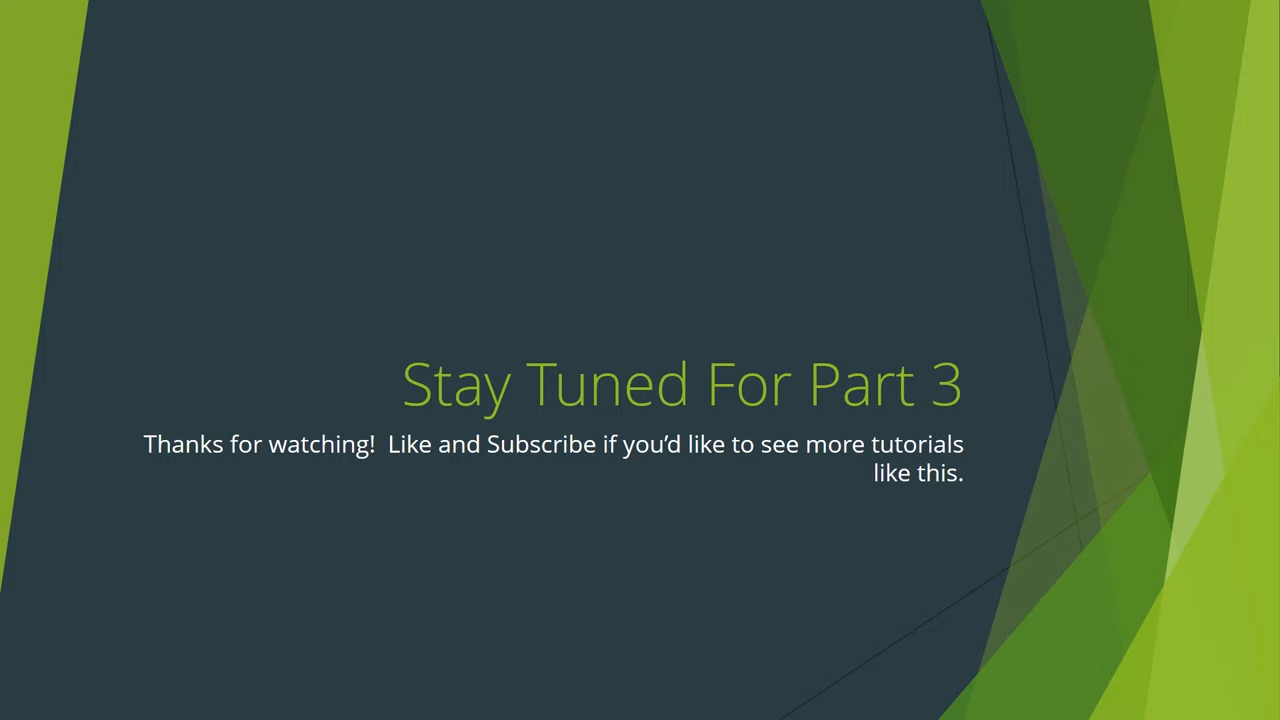 Stay Tuned For Part 3
Thanks for watching!  Like and Subscribe if you’d like to see more tutorials
like this.